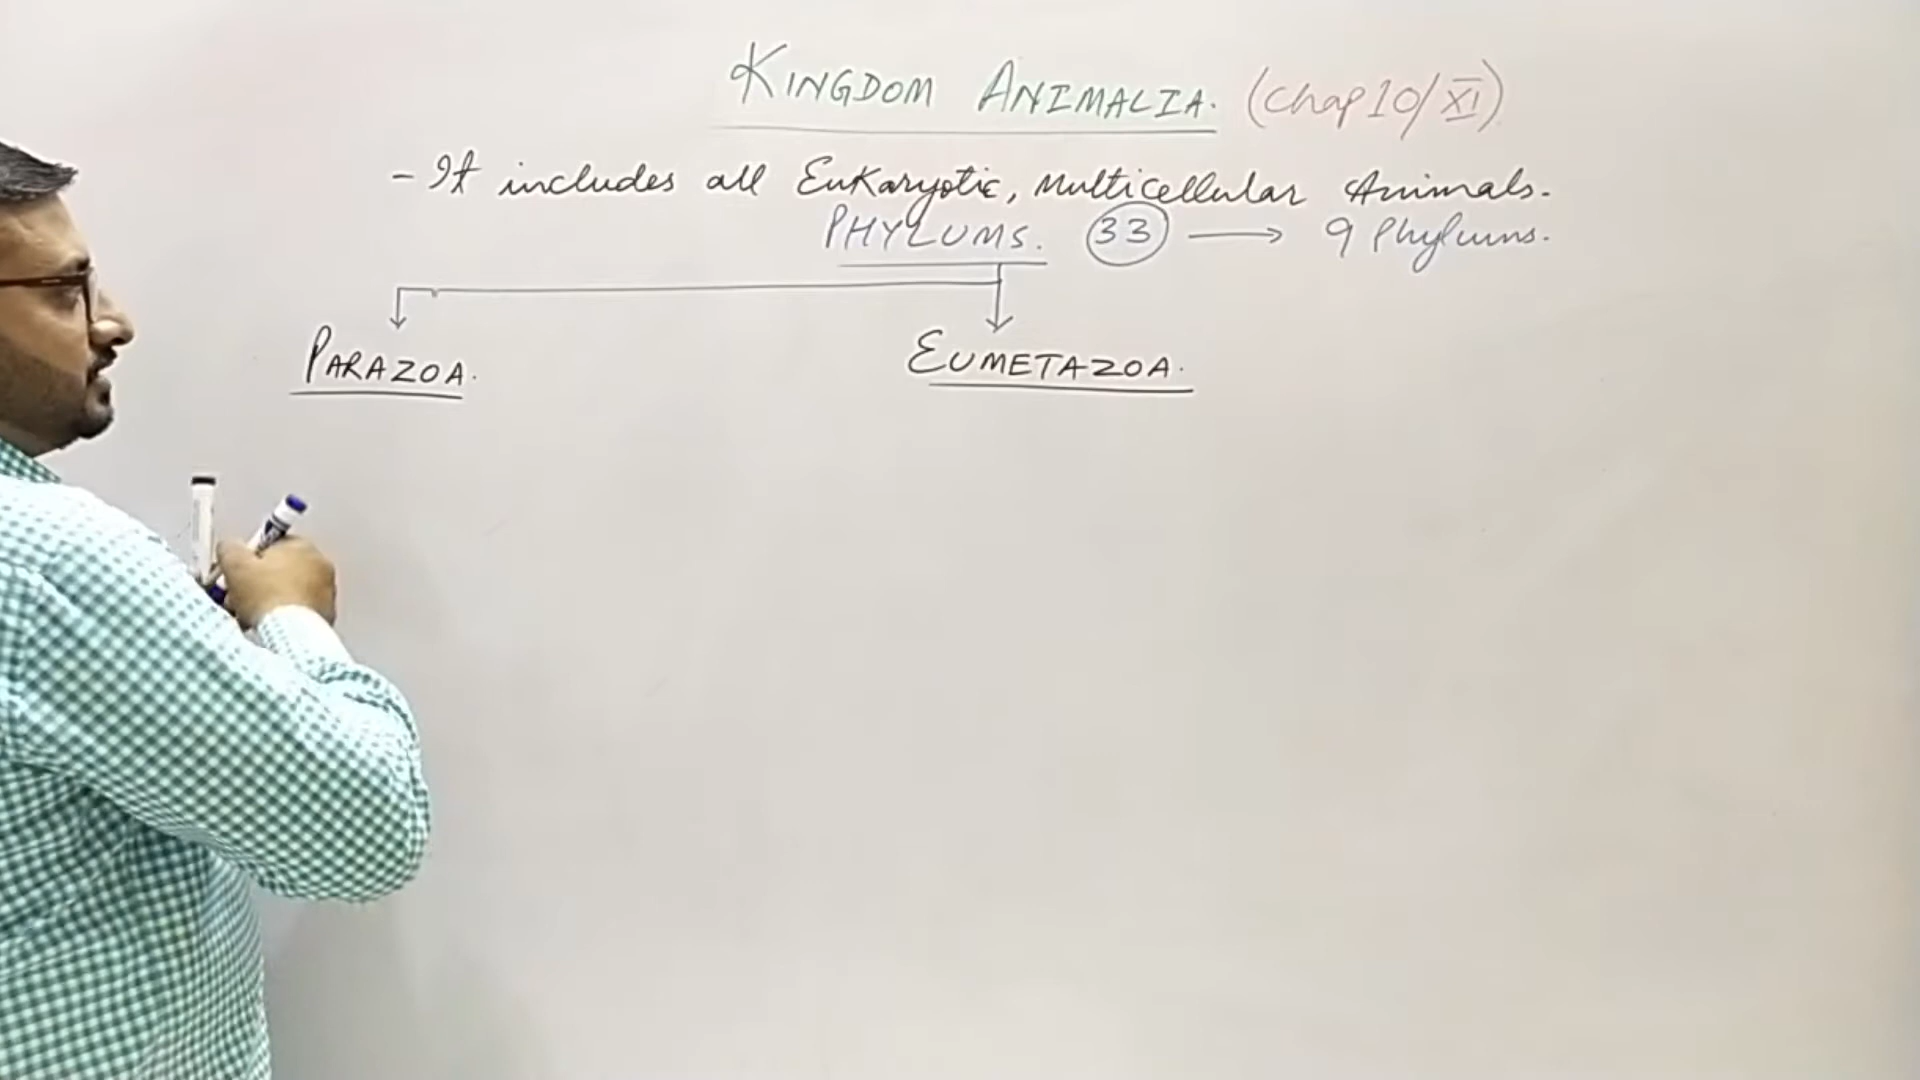 KINGDOM ANIMALIA. (Chap 10/XI).
- It includes all Eukaryotic, Multicellular Animals.
PHYLUMS. 33 → 9 Phylums.
PARAZOA. EUMETAZOA.